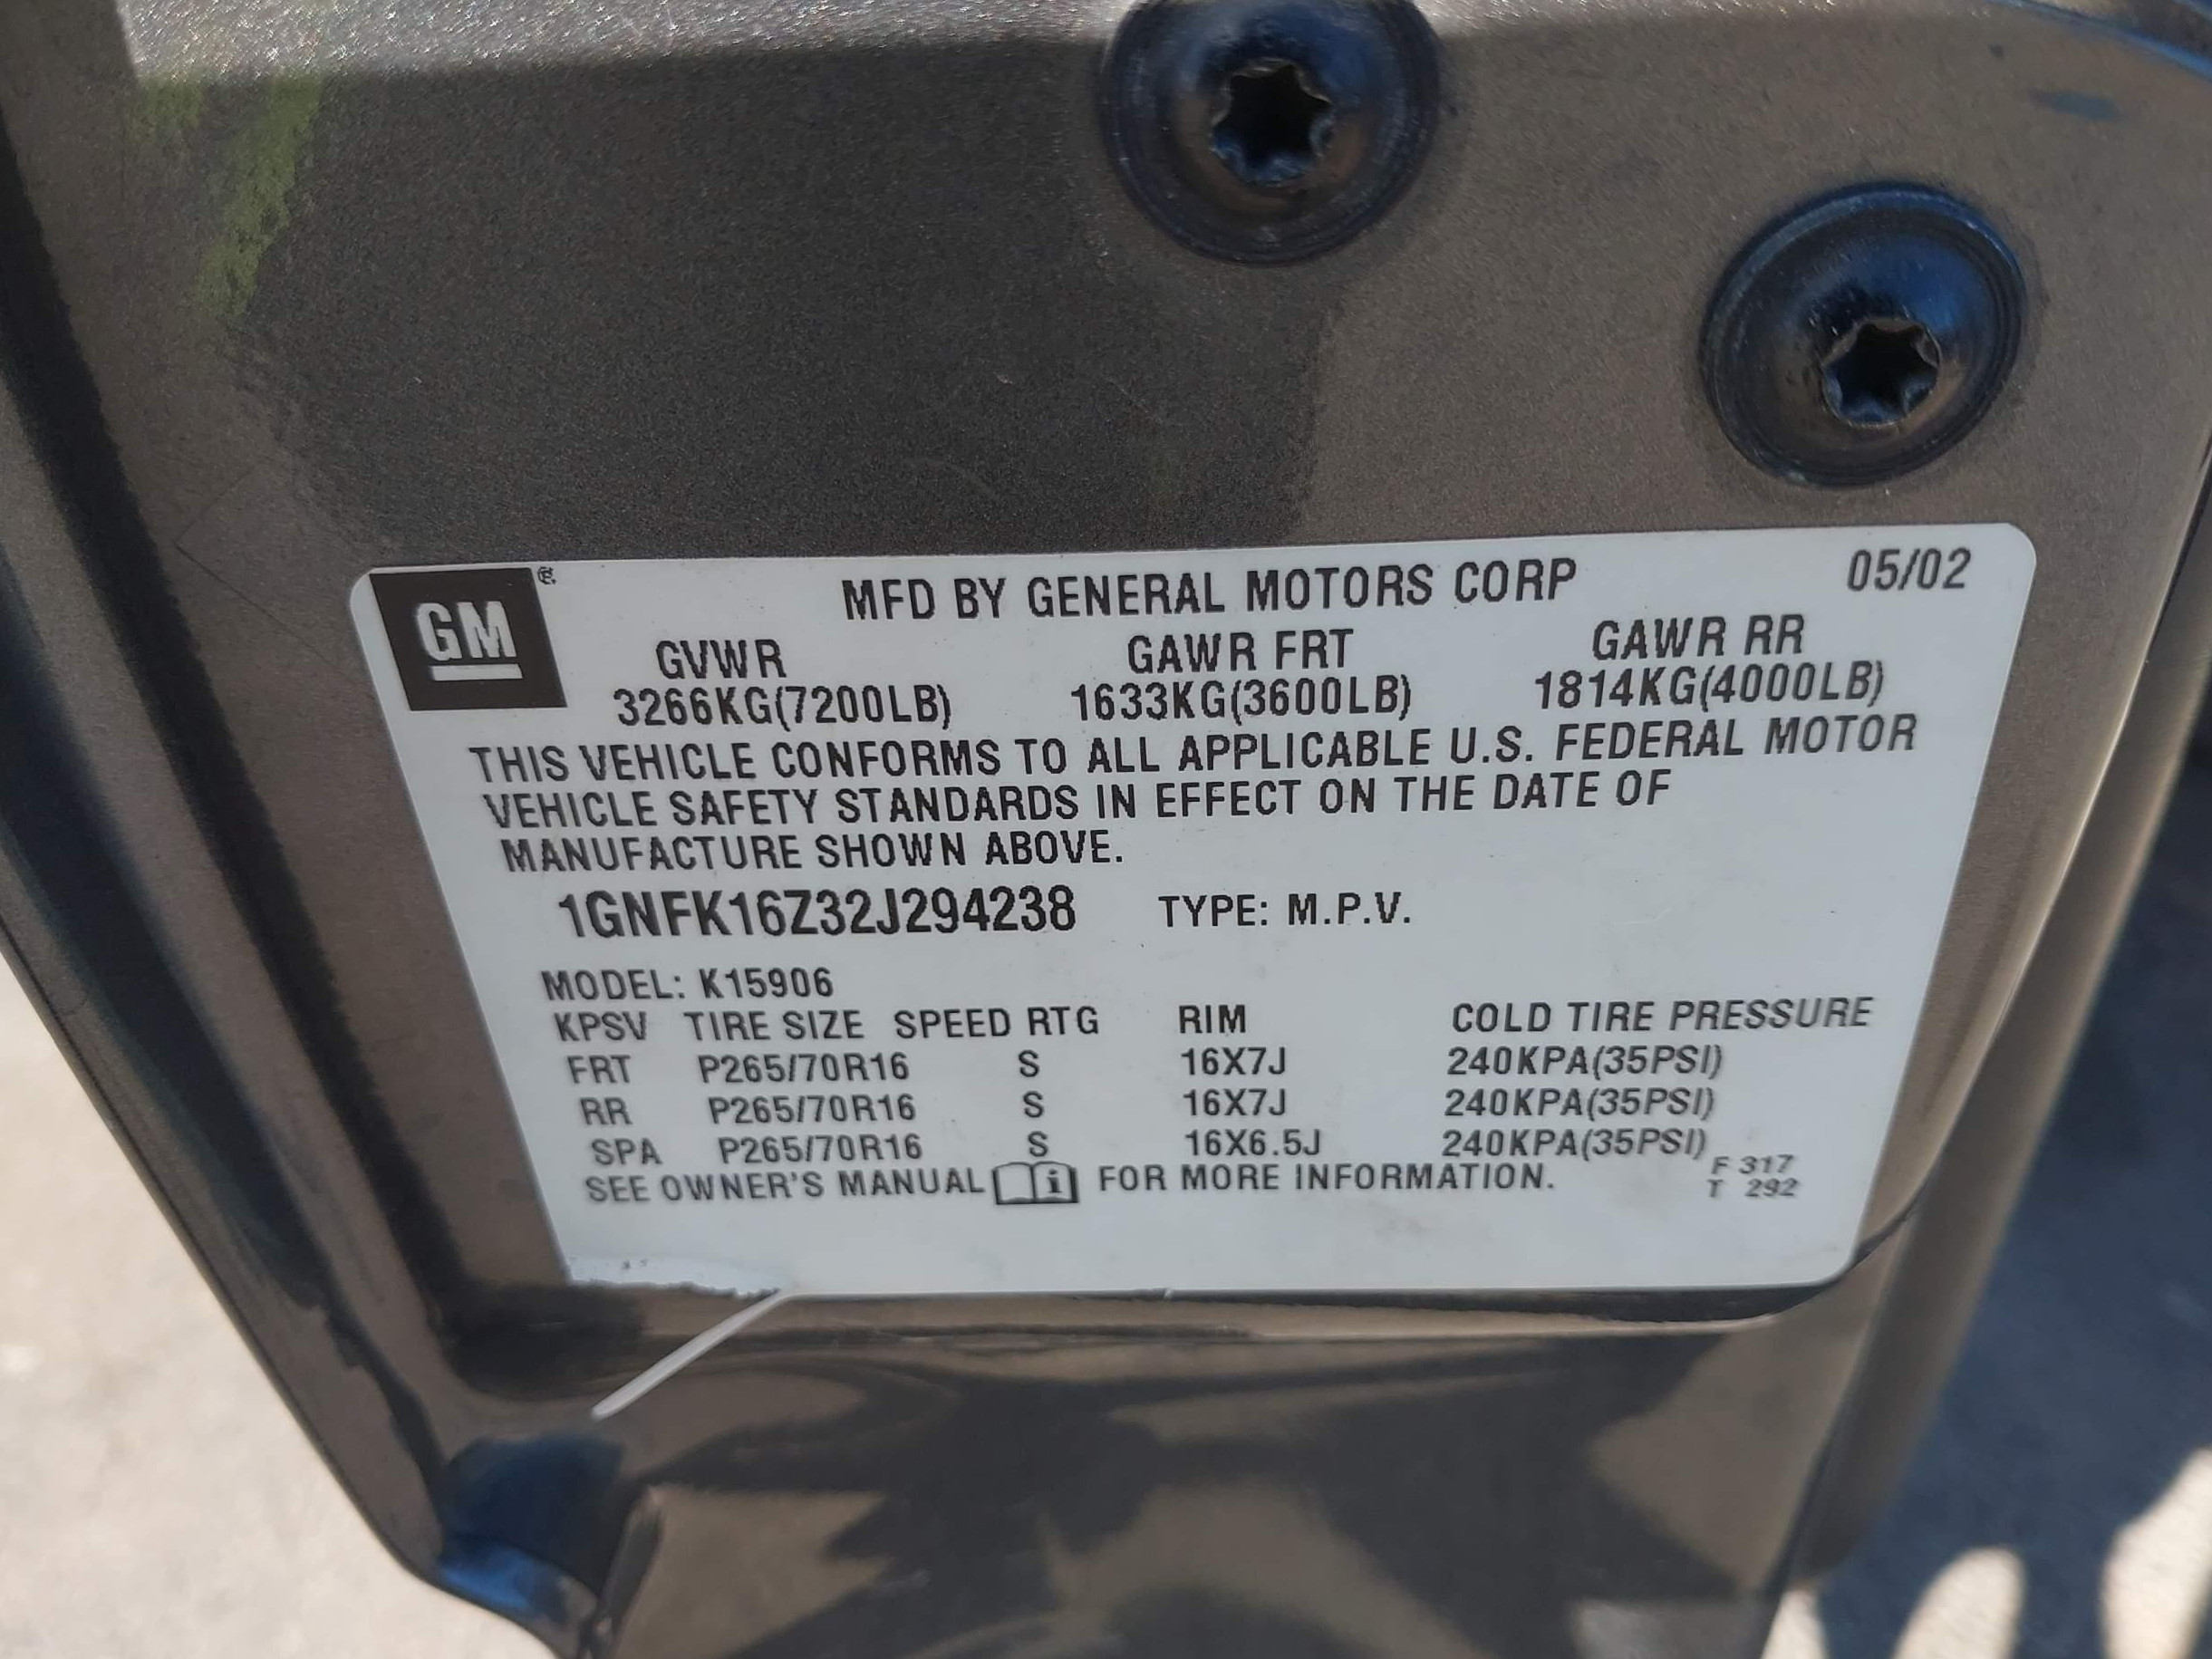 GM ®
MFD BY GENERAL MOTORS CORP 05/02
GVWR GAWR FRT GAWR RR
3266KG(7200LB) 1633KG(3600LB) 1814KG(4000LB)
THIS VEHICLE CONFORMS TO ALL APPLICABLE U.S. FEDERAL MOTOR
VEHICLE SAFETY STANDARDS IN EFFECT ON THE DATE OF
MANUFACTURE SHOWN ABOVE.
1GNFK16Z32J294238 TYPE: M.P.V.
MODEL: K15906
KPSV TIRE SIZE SPEED RTG RIM COLD TIRE PRESSURE
FRT P265/70R16 S 16X7J 240KPA(35PSI)
RR P265/70R16 S 16X7J 240KPA(35PSI)
SPA P265/70R16 S 16X6.5J 240KPA(35PSI)
SEE OWNER'S MANUAL i FOR MORE INFORMATION.
F 317
T 292